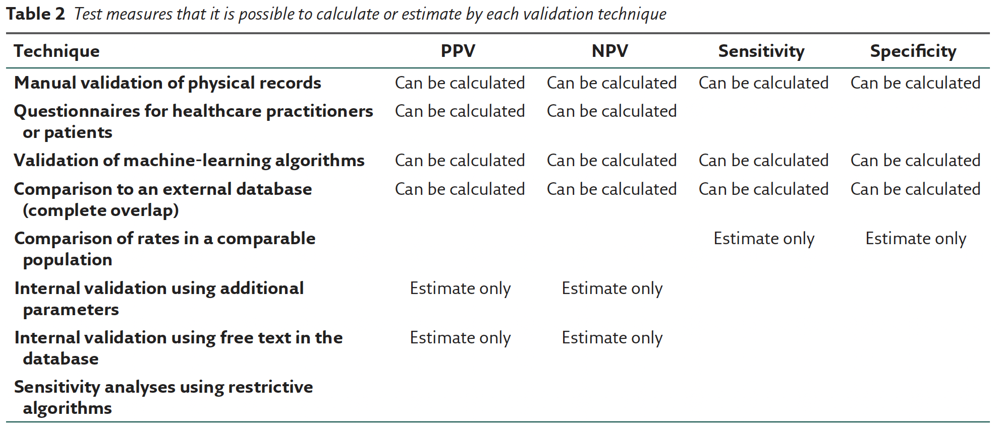 Table 2 Test measures that it is possible to calculate or estimate by each validation technique
Technique PPV NPV Sensitivity Specificity
Manual validation of physical records Can be calculated Can be calculated Can be calculated Can be calculated
Questionnaires for healthcare practitioners Can be calculated Can be calculated
or patients
Validation of machine-learning algorithms Can be calculated Can be calculated Can be calculated Can be calculated
Comparison to an external database Can be calculated Can be calculated Can be calculated Can be calculated
(complete overlap)
Comparison of rates in a comparable Estimate only Estimate only
population
Internal validation using additional Estimate only Estimate only
parameters
Internal validation using free text in the Estimate only Estimate only
database
Sensitivity analyses using restrictive
algorithms